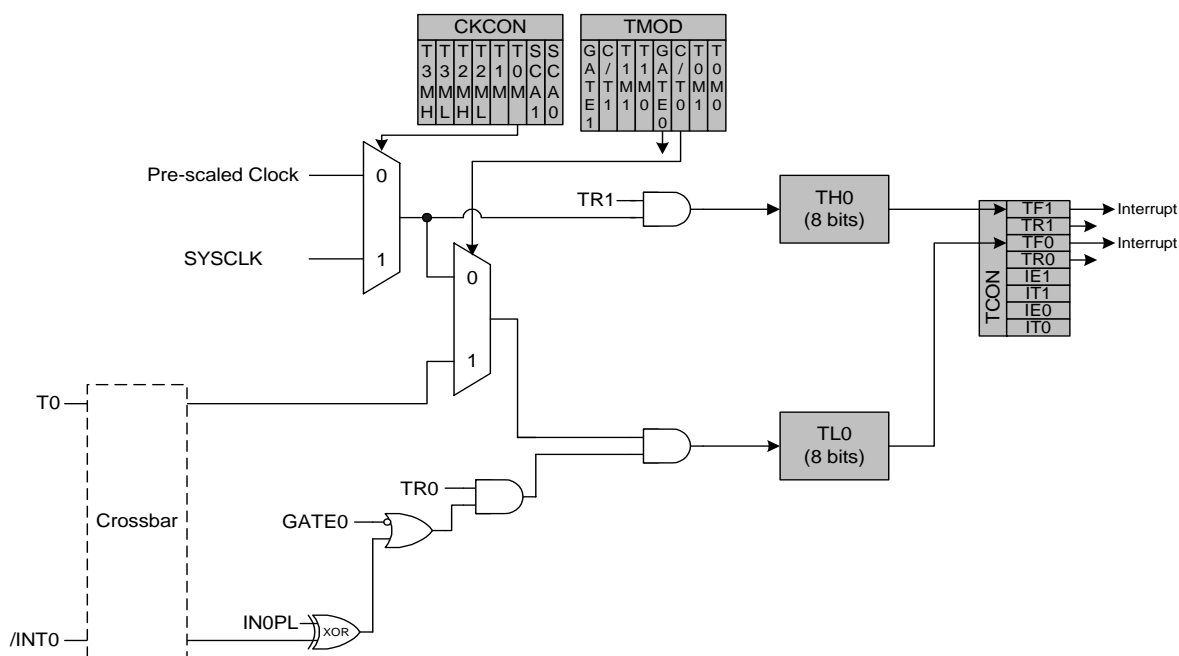 CKCON
T3MH
T3ML
T2MH
T2ML
T1M
T0M
SCA1
SCA0
TMOD
GATE1
C/T1
T1M1
T1M0
GATE0
C/T0
T0M1
T0M0
Pre-scaled Clock
0
SYSCLK
1
TR1
TH0
(8 bits)
TCON
TF1
TR1
TF0
TR0
IE1
IT1
IE0
IT0
Interrupt
Interrupt
0
1
T0
Crossbar
/INT0
TR0
GATE0
IN0PL
XOR
TL0
(8 bits)